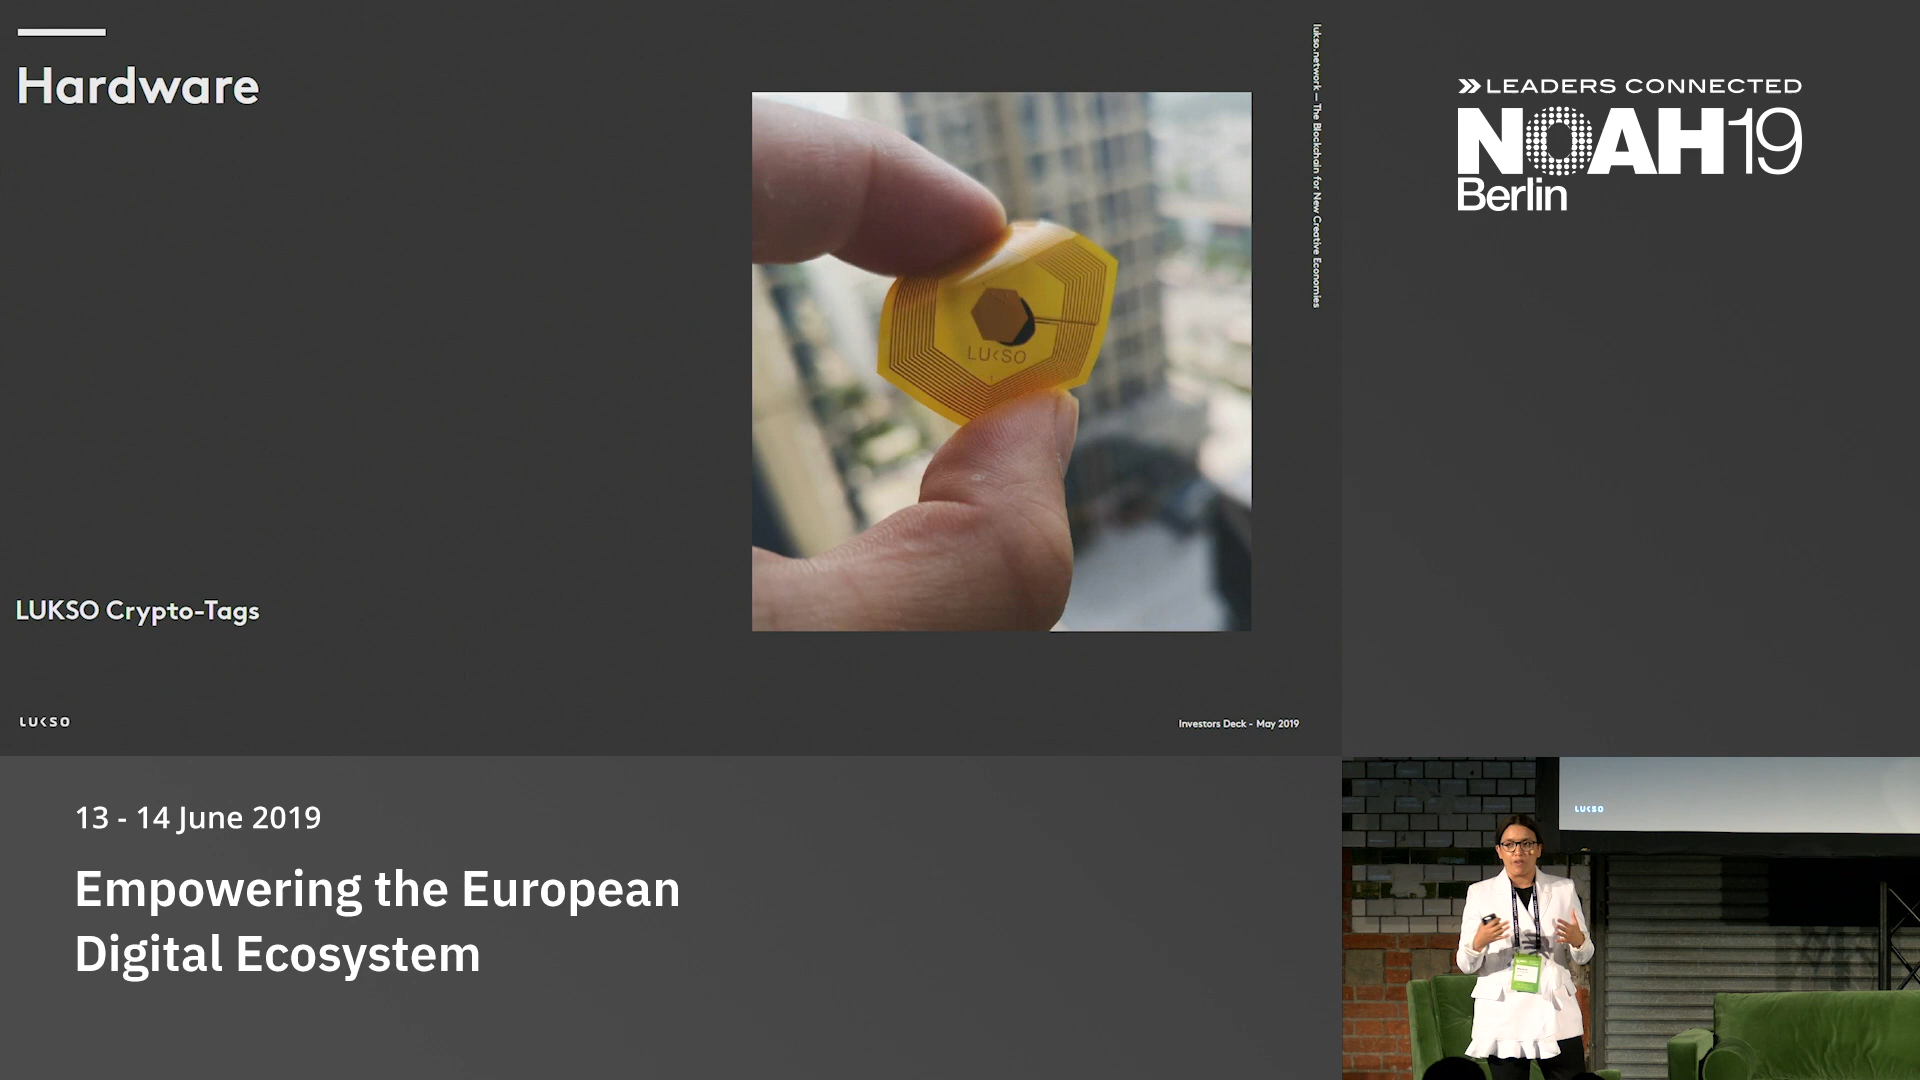 Hardware
LUKSO
LUKSO Crypto-Tags
LUKSO
Investors Deck - May 2019
lukso.network — The Blockchain for New Creative Economies
LEADERS CONNECTED
NOAH19
Berlin
13 - 14 June 2019
Empowering the European
Digital Ecosystem
LUKSO